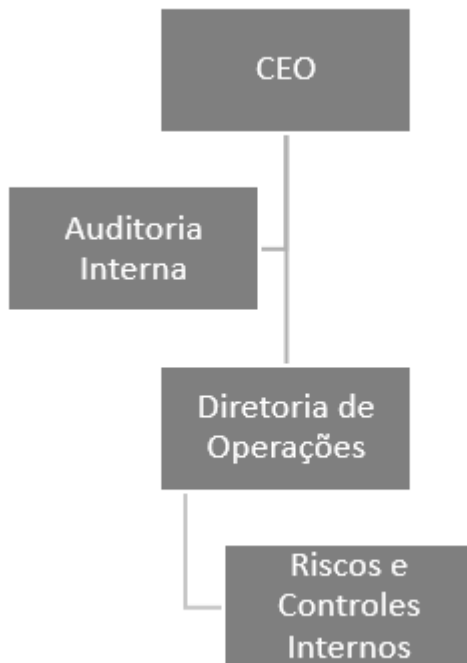 CEO
Auditoria
Interna
Diretoria de
Operações
Riscos e
Controles
Internos